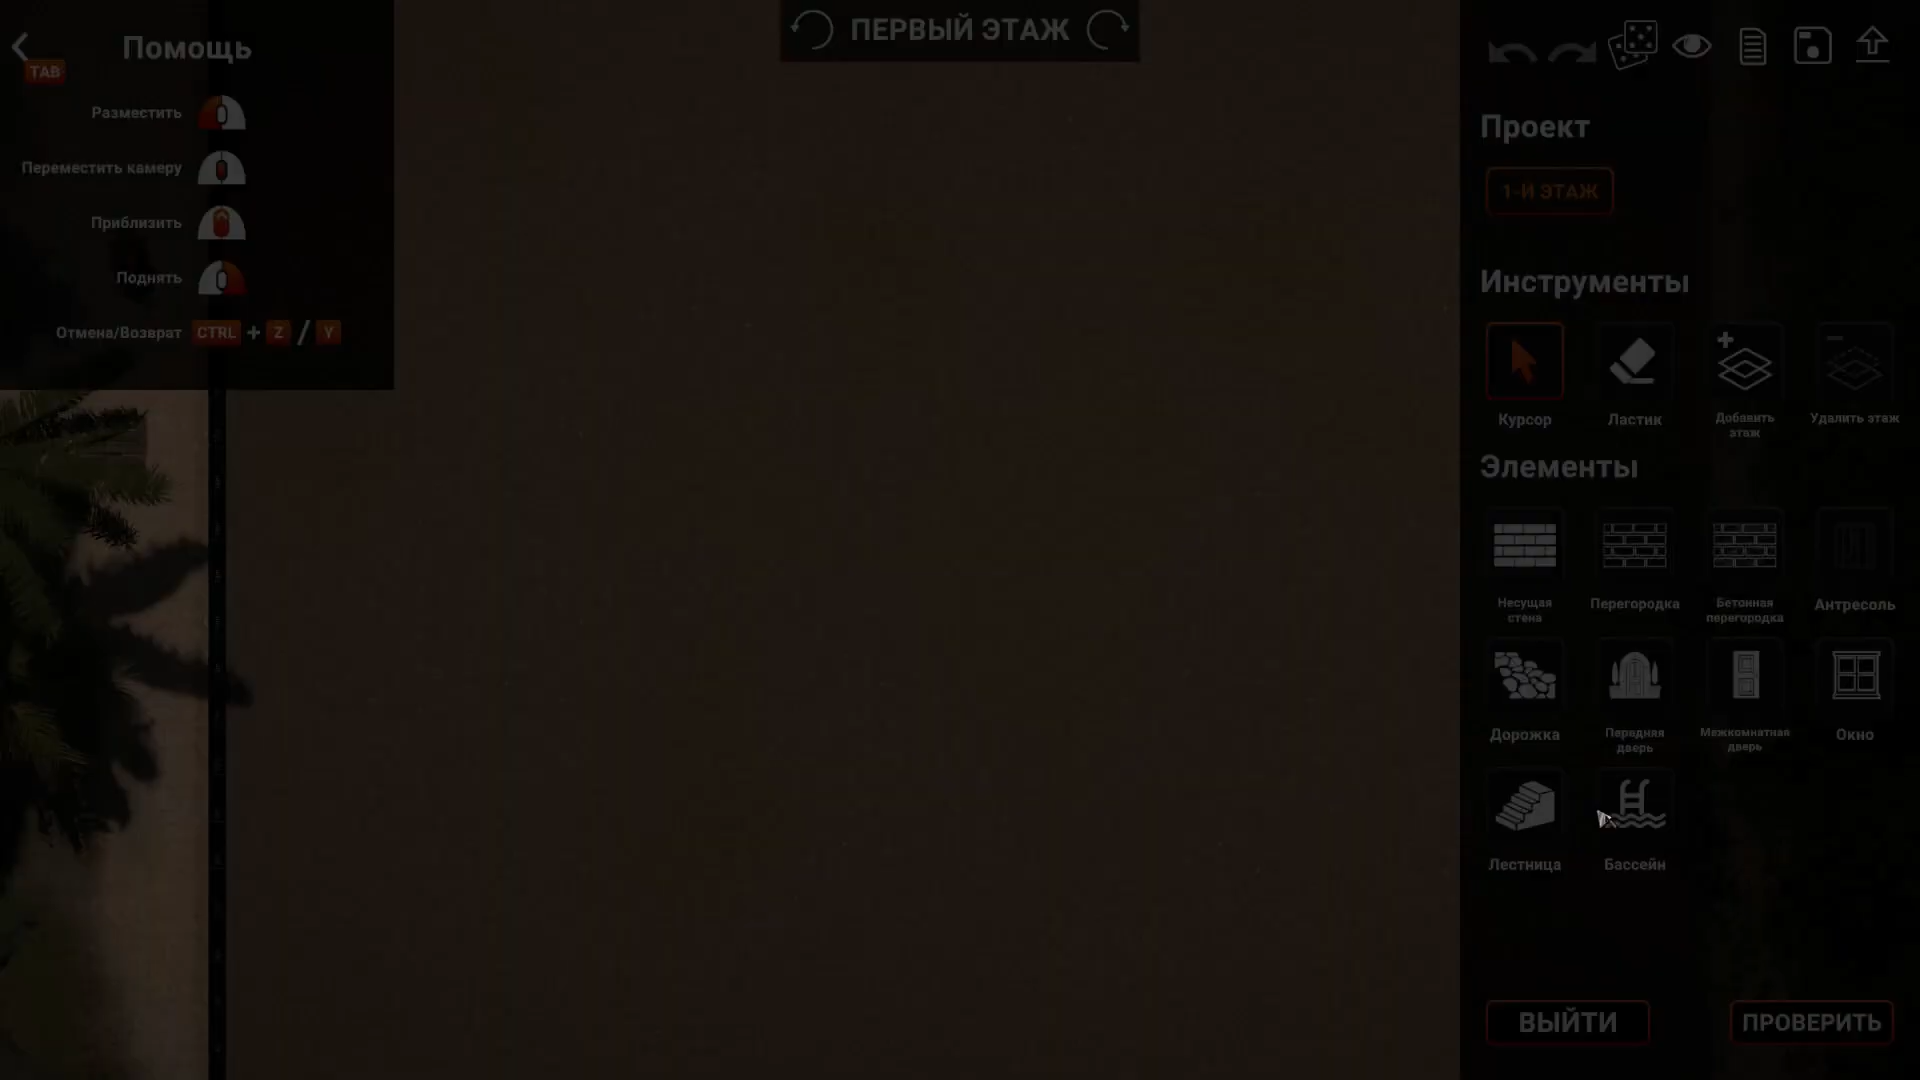 Помощь
TAB
Разместить
Переместить камеру
Приблизить
Поднять
Отмена/Возврат CTRL + Z / Y
ПЕРВЫЙ ЭТАЖ
Проект
1-Й ЭТАЖ
Инструменты
Курсор
Ластик
Добавить
этаж
Удалить этаж
Элементы
Несущая
стена
Перегородка
Бетонная
перегородка
Антресоль
Дорожка
Передняя
дверь
Межкомнатная
дверь
Окно
Лестница
Бассейн
ВЫЙТИ
ПРОВЕРИТЬ